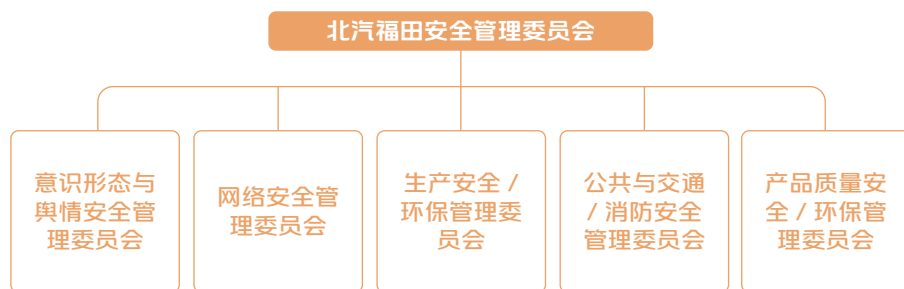 北汽福田安全管理委员会
意识形态与
舆情安全管
理委员会
网络安全管
理委员会
生产安全 /
环保管理委
员会
公共与交通
/ 消防安全
管理委员会
产品质量安
全 / 环保管
理委员会